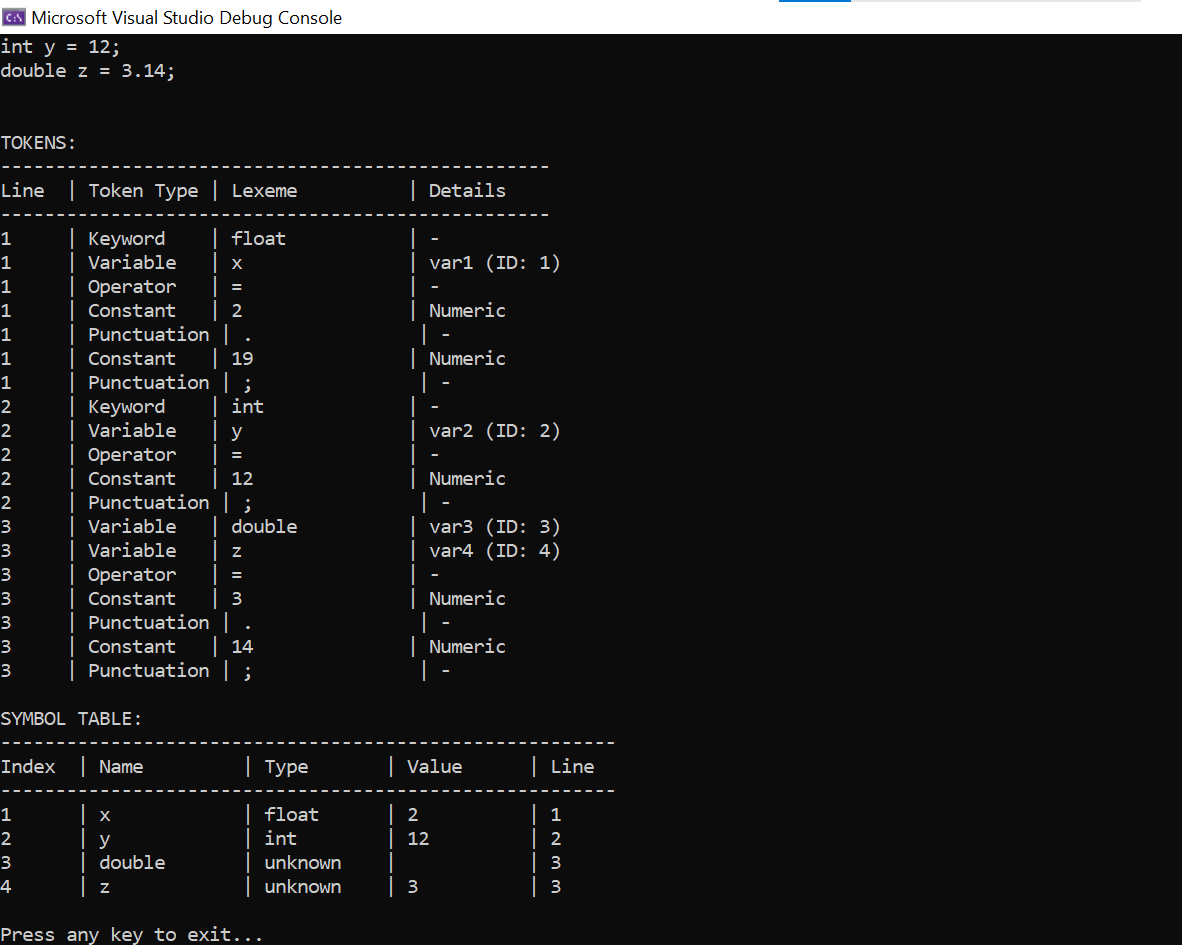 Microsoft Visual Studio Debug Console
int y = 12;
double z = 3.14;
TOKENS:
--------------------------------------------------
Line  | Token Type | Lexeme          | Details
--------------------------------------------------
1     | Keyword    | float           | -
1     | Variable   | x               | var1 (ID: 1)
1     | Operator   | =               | -
1     | Constant   | 2               | Numeric
1     | Punctuation | .               | -
1     | Constant   | 19              | Numeric
1     | Punctuation | ;               | -
2     | Keyword    | int             | -
2     | Variable   | y               | var2 (ID: 2)
2     | Operator   | =               | -
2     | Constant   | 12              | Numeric
2     | Punctuation | ;               | -
3     | Variable   | double          | var3 (ID: 3)
3     | Variable   | z               | var4 (ID: 4)
3     | Operator   | =               | -
3     | Constant   | 3               | Numeric
3     | Punctuation | .               | -
3     | Constant   | 14              | Numeric
3     | Punctuation | ;               | -
SYMBOL TABLE:
--------------------------------------------------------
Index  | Name         | Type       | Value      | Line
--------------------------------------------------------
1      | x            | float      | 2          | 1
2      | y            | int        | 12         | 2
3      | double       | unknown    |            | 3
4      | z            | unknown    | 3          | 3
Press any key to exit...